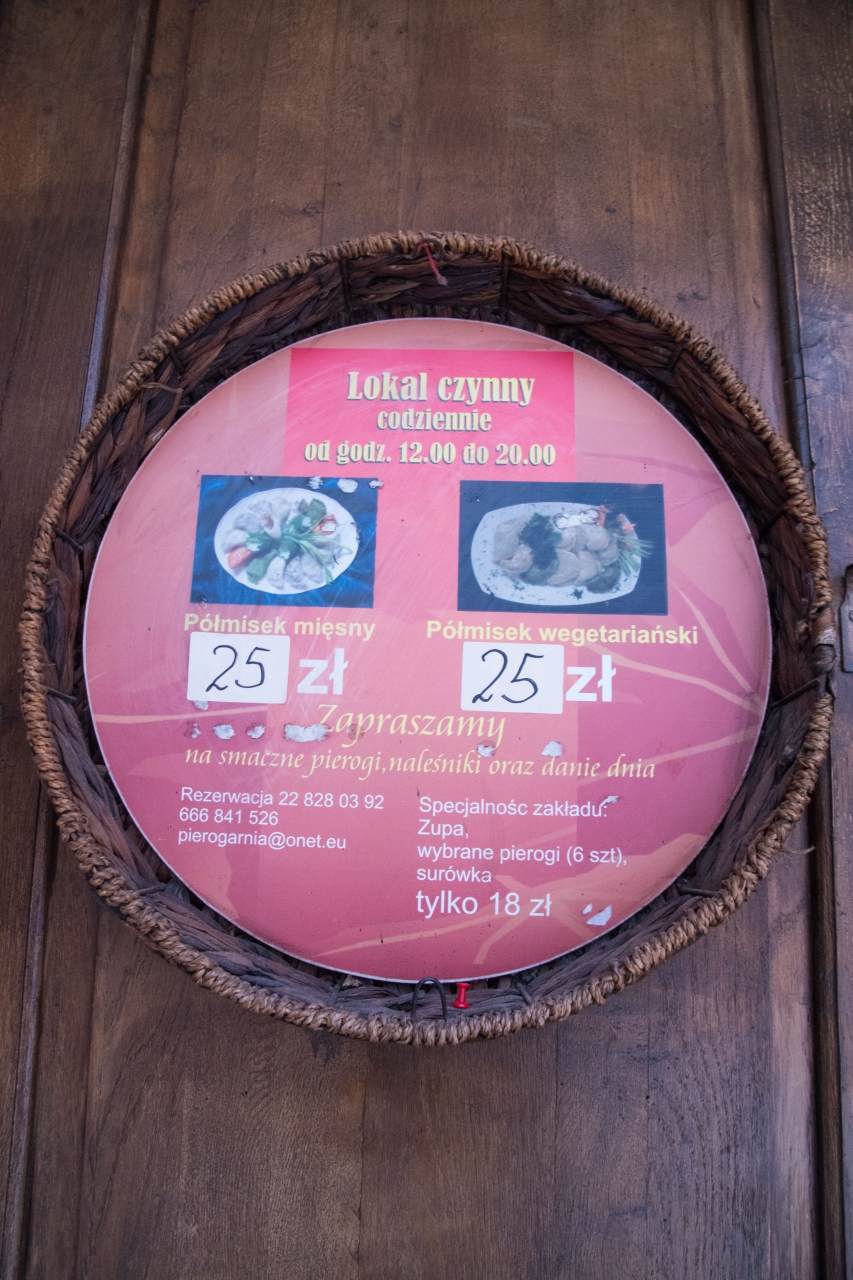 Lokal czynny
codziennie
od godz. 12.00 do 20.00
Półmisek mięsny
25 zł
Półmisek wegetariański
25 zł
Zapraszamy
na smaczne pierogi,naleśniki oraz danie dnia
Rezerwacja 22 828 03 92
666 841 526
pierogarnia@onet.eu
Specjalnośc zakładu:
Zupa,
wybrane pierogi (6 szt),
surówka
tylko 18 zł